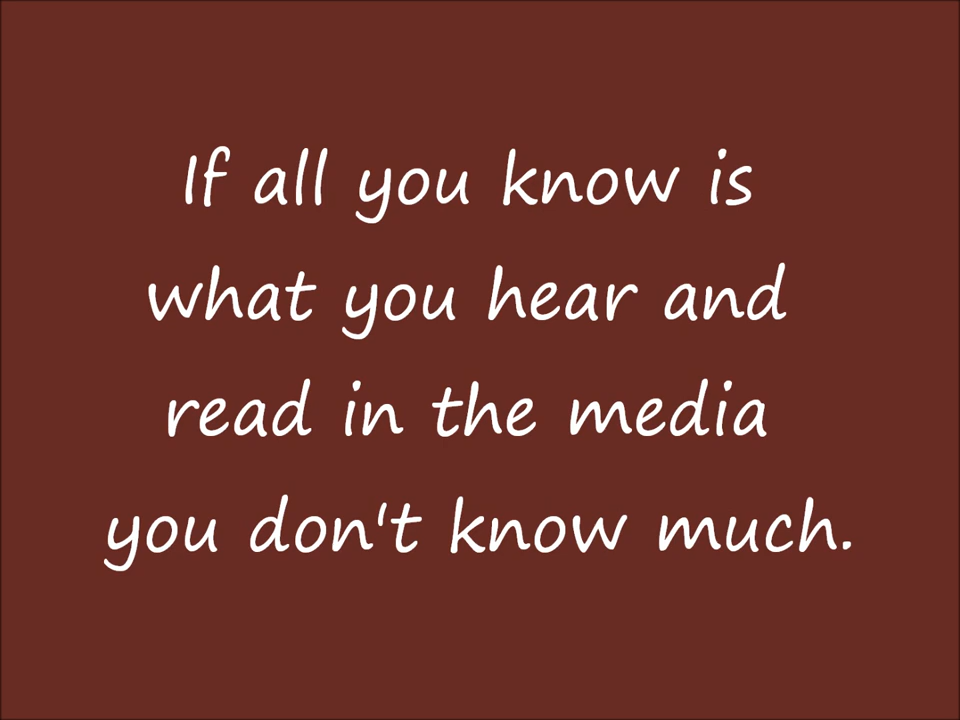 If all you know is
what you hear and
read in the media
you don't know much.